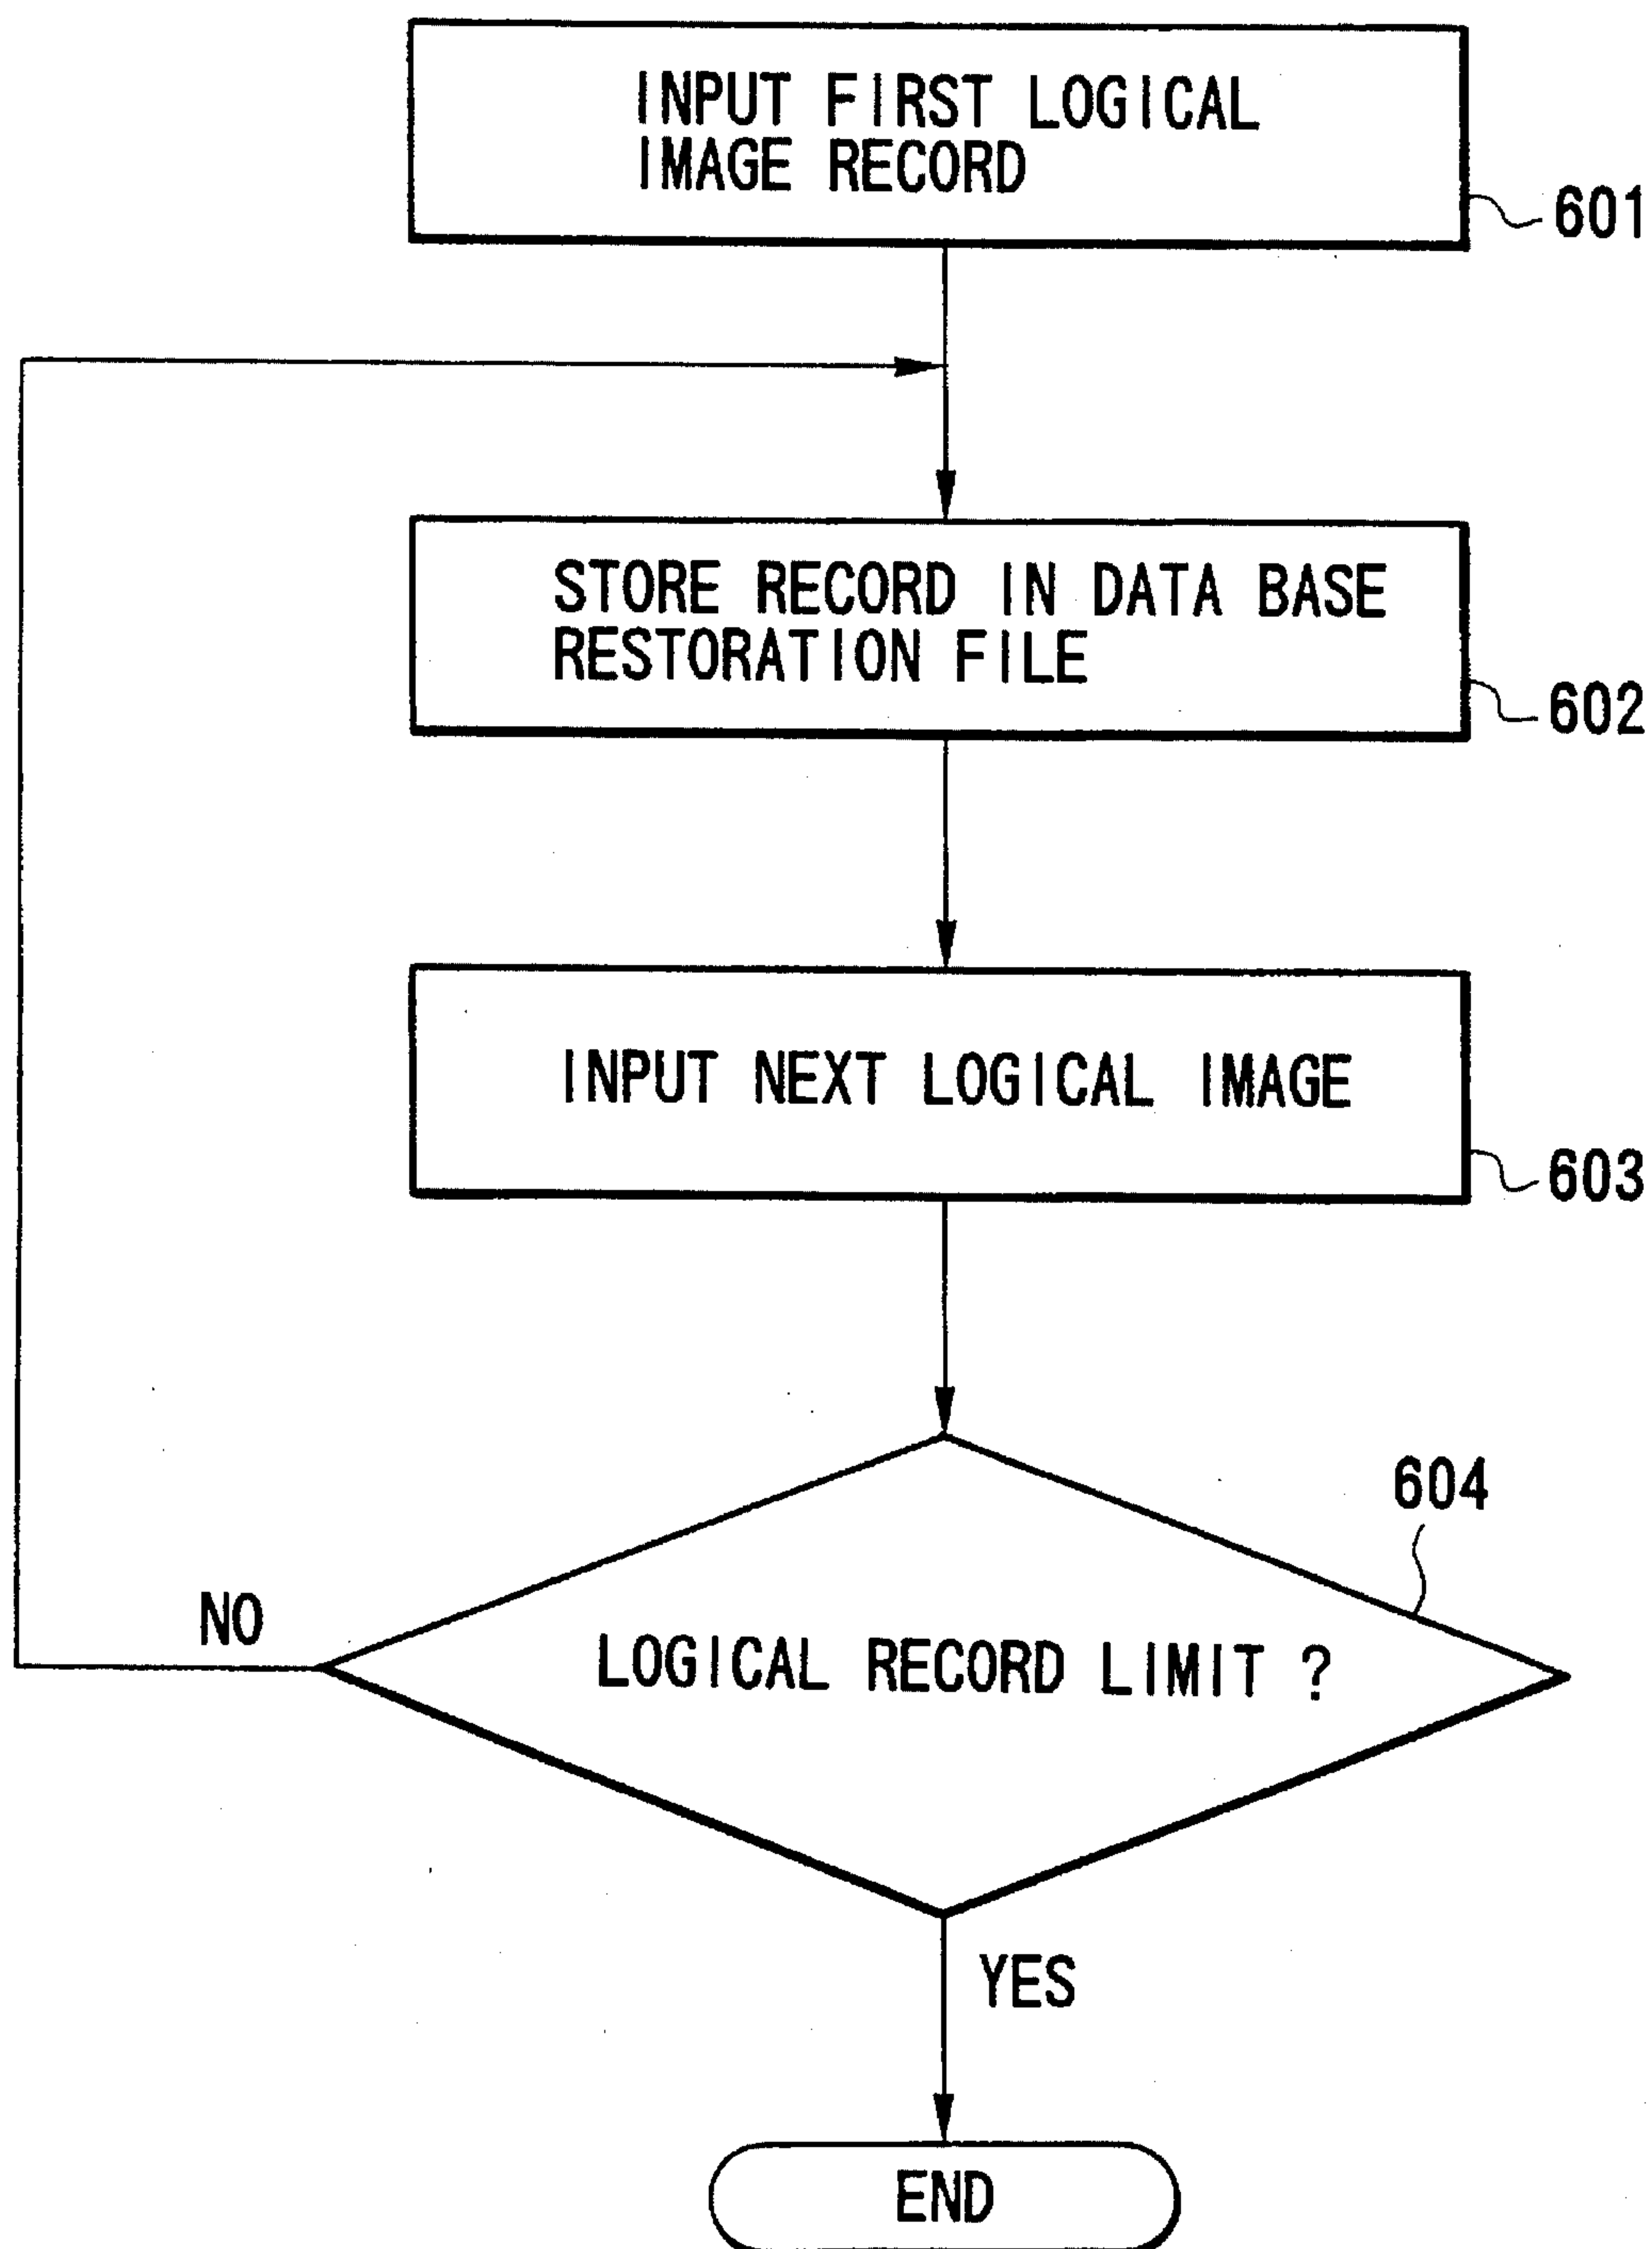 INPUT FIRST LOGICAL
IMAGE RECORD
601
STORE RECORD IN DATA BASE
RESTORATION FILE
602
INPUT NEXT LOGICAL IMAGE
603
604
NO
LOGICAL RECORD LIMIT ?
YES
END